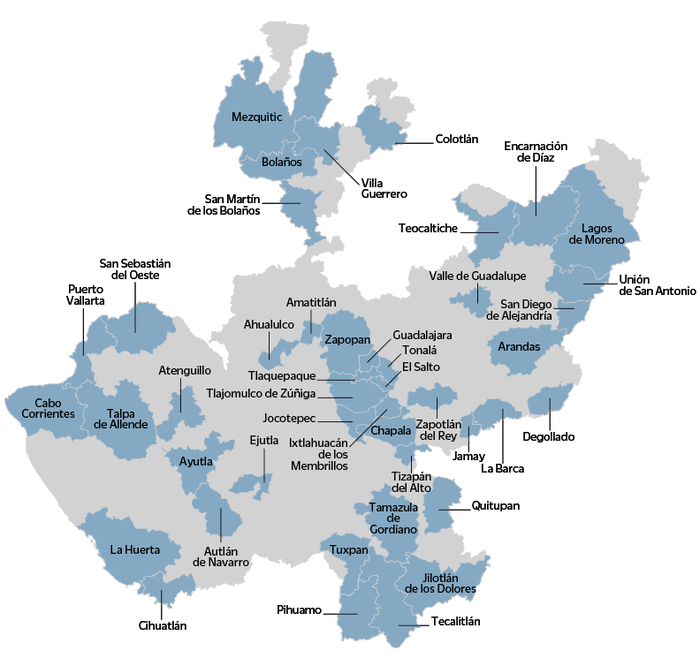 Mezquitic
Colotlán
Encarnación
de Díaz
Bolaños
Villa
Guerrero
San Martín
de los Bolaños
Teocaltiche
Lagos
de Moreno
San Sebastián
del Oeste
Valle de Guadalupe
Unión
de San Antonio
Puerto
Vallarta
Amatitlán
San Diego
de Alejandría
Ahualulco
Zapopan
Guadalajara
Arandas
Tonalá
Atenguillo
Tlaquepaque
El Salto
Tlajomulco de Zúñiga
Cabo
Corrientes
Talpa
de Allende
Jocotepec
Zapotlán
del Rey
Chapala
Degollado
Ejutla
Ixtlahuacán
de los
Membrillos
Jamay
La Barca
Ayutla
Tizapán
del Alto
Quitupan
Tamazula
de
Gordiano
La Huerta
Autlán
de Navarro
Tuxpan
Jilotlán
de los Dolores
Pihuamo
Tecalitlán
Cihuatlán